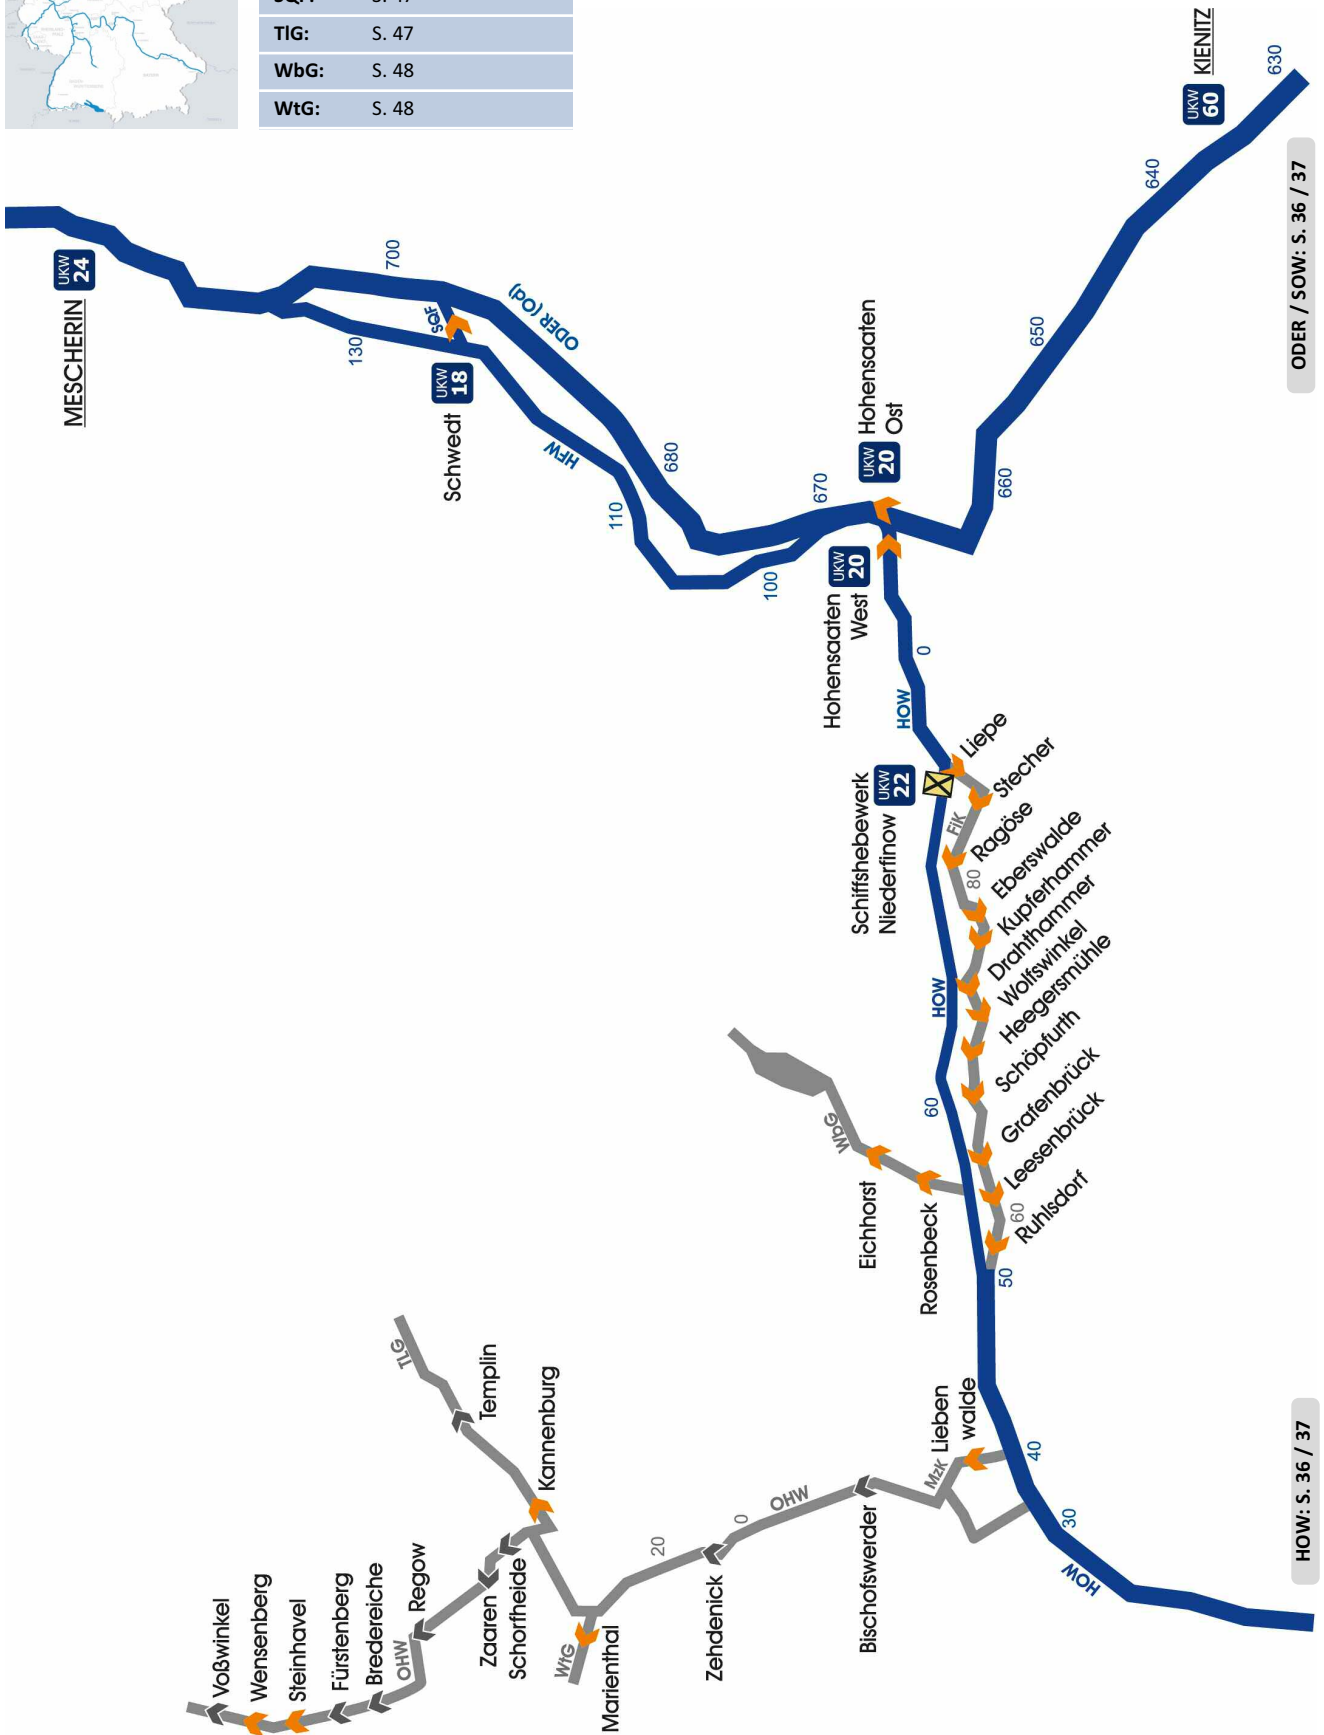 TlG: S. 47
WbG: S. 48
WtG: S. 48
KIENITZ
UKW
60
630
640
650
660
670
680
700
ODER / SOW: S. 36 / 37
MESCHERIN
UKW
24
SQF
130
UKW
18
Schwedt
ODER (Od)
HFW
110
100
Hohensaaten
Ost
UKW
20
Hohensaaten
West
UKW
20
0
HOW
Schiffshebewerk
Niederfinow
UKW
22
Liepe
Stecher
FiK
Ragöse
80
Eberswalde
Kupferhammer
Drahthammer
Wolfswinkel
Heegersmühle
Schöpfurth
Grafenbrück
Leesenbrück
60
Ruhlsdorf
HOW
60
WbG
Eichhorst
Rosenbeck
50
TLG
Templin
Kannenburg
Lieben
walde
MzK
40
30
HOW
OHW
0
20
Bischofswerder
Zehdenick
WtG
Marienthal
Zaaren
Schorfheide
Regow
OHW
Bredereiche
Fürstenberg
Steinhavel
Wensenberg
Voßwinkel
HOW: S. 36 / 37